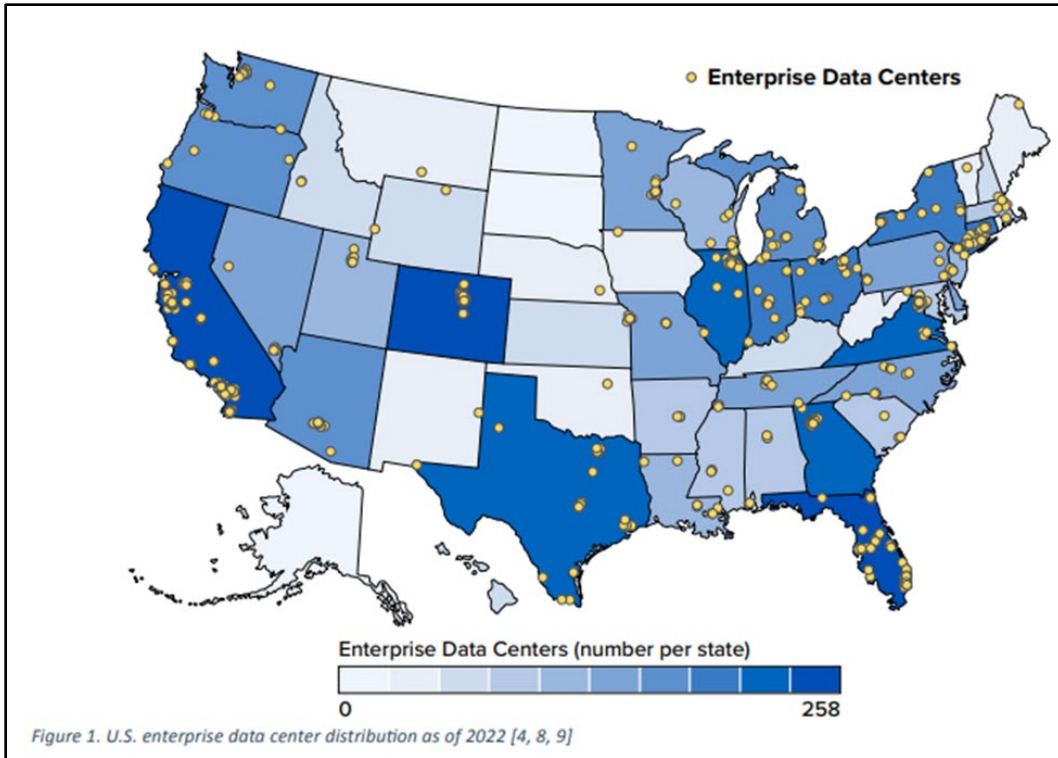 Enterprise Data Centers
Enterprise Data Centers (number per state)
0 258
Figure 1. U.S. enterprise data center distribution as of 2022 [4, 8, 9]